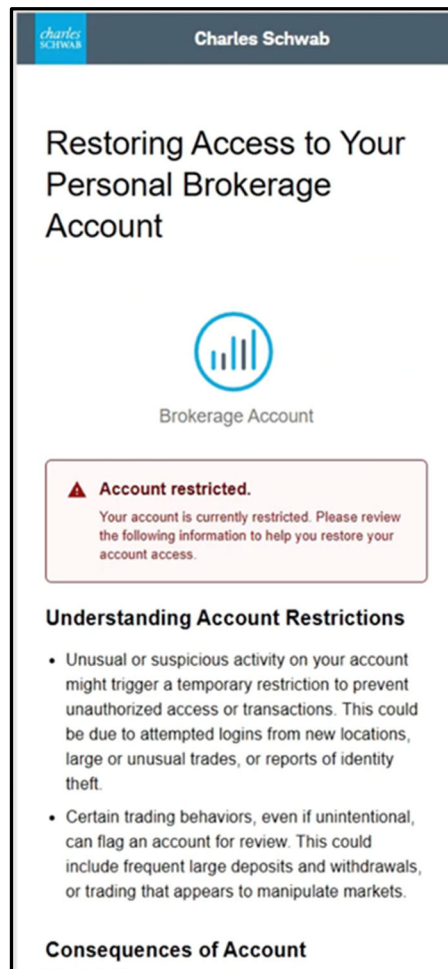 charles
SCHWAB
Charles Schwab
Restoring Access to Your
Personal Brokerage
Account
Brokerage Account
Account restricted.
Your account is currently restricted. Please review
the following information to help you restore your
account access.
Understanding Account Restrictions
• Unusual or suspicious activity on your account
might trigger a temporary restriction to prevent
unauthorized access or transactions. This could
be due to attempted logins from new locations,
large or unusual trades, or reports of identity
theft.
• Certain trading behaviors, even if unintentional,
can flag an account for review. This could
include frequent large deposits and withdrawals,
or trading that appears to manipulate markets.
Consequences of Account